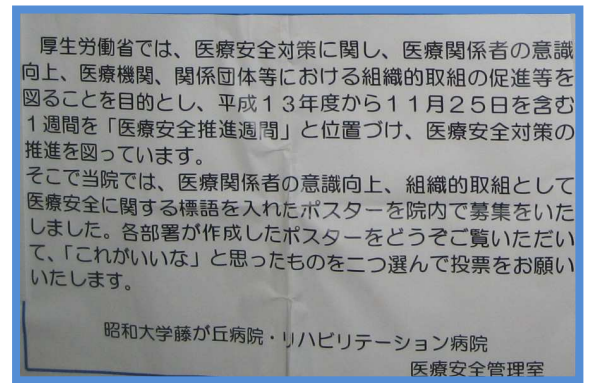 厚生労働省では、医療安全対策に関し、医療関係者の意識
向上、医療機関、関係団体等における組織的取組の促進等を
図ることを目的とし、平成１３年度から１１月２５日を含む
１週間を「医療安全推進週間」と位置づけ、医療安全対策の
推進を図っています。
そこで当院では、医療関係者の意識向上、組織的取組として
医療安全に関する標語を入れたポスターを院内で募集をいた
しました。各部署が作成したポスターをどうぞご覧いただい
て、「これがいいな」と思ったものを二つ選んで投票をお願い
いたします。
昭和大学藤が丘病院・リハビリテーション病院
医療安全管理室